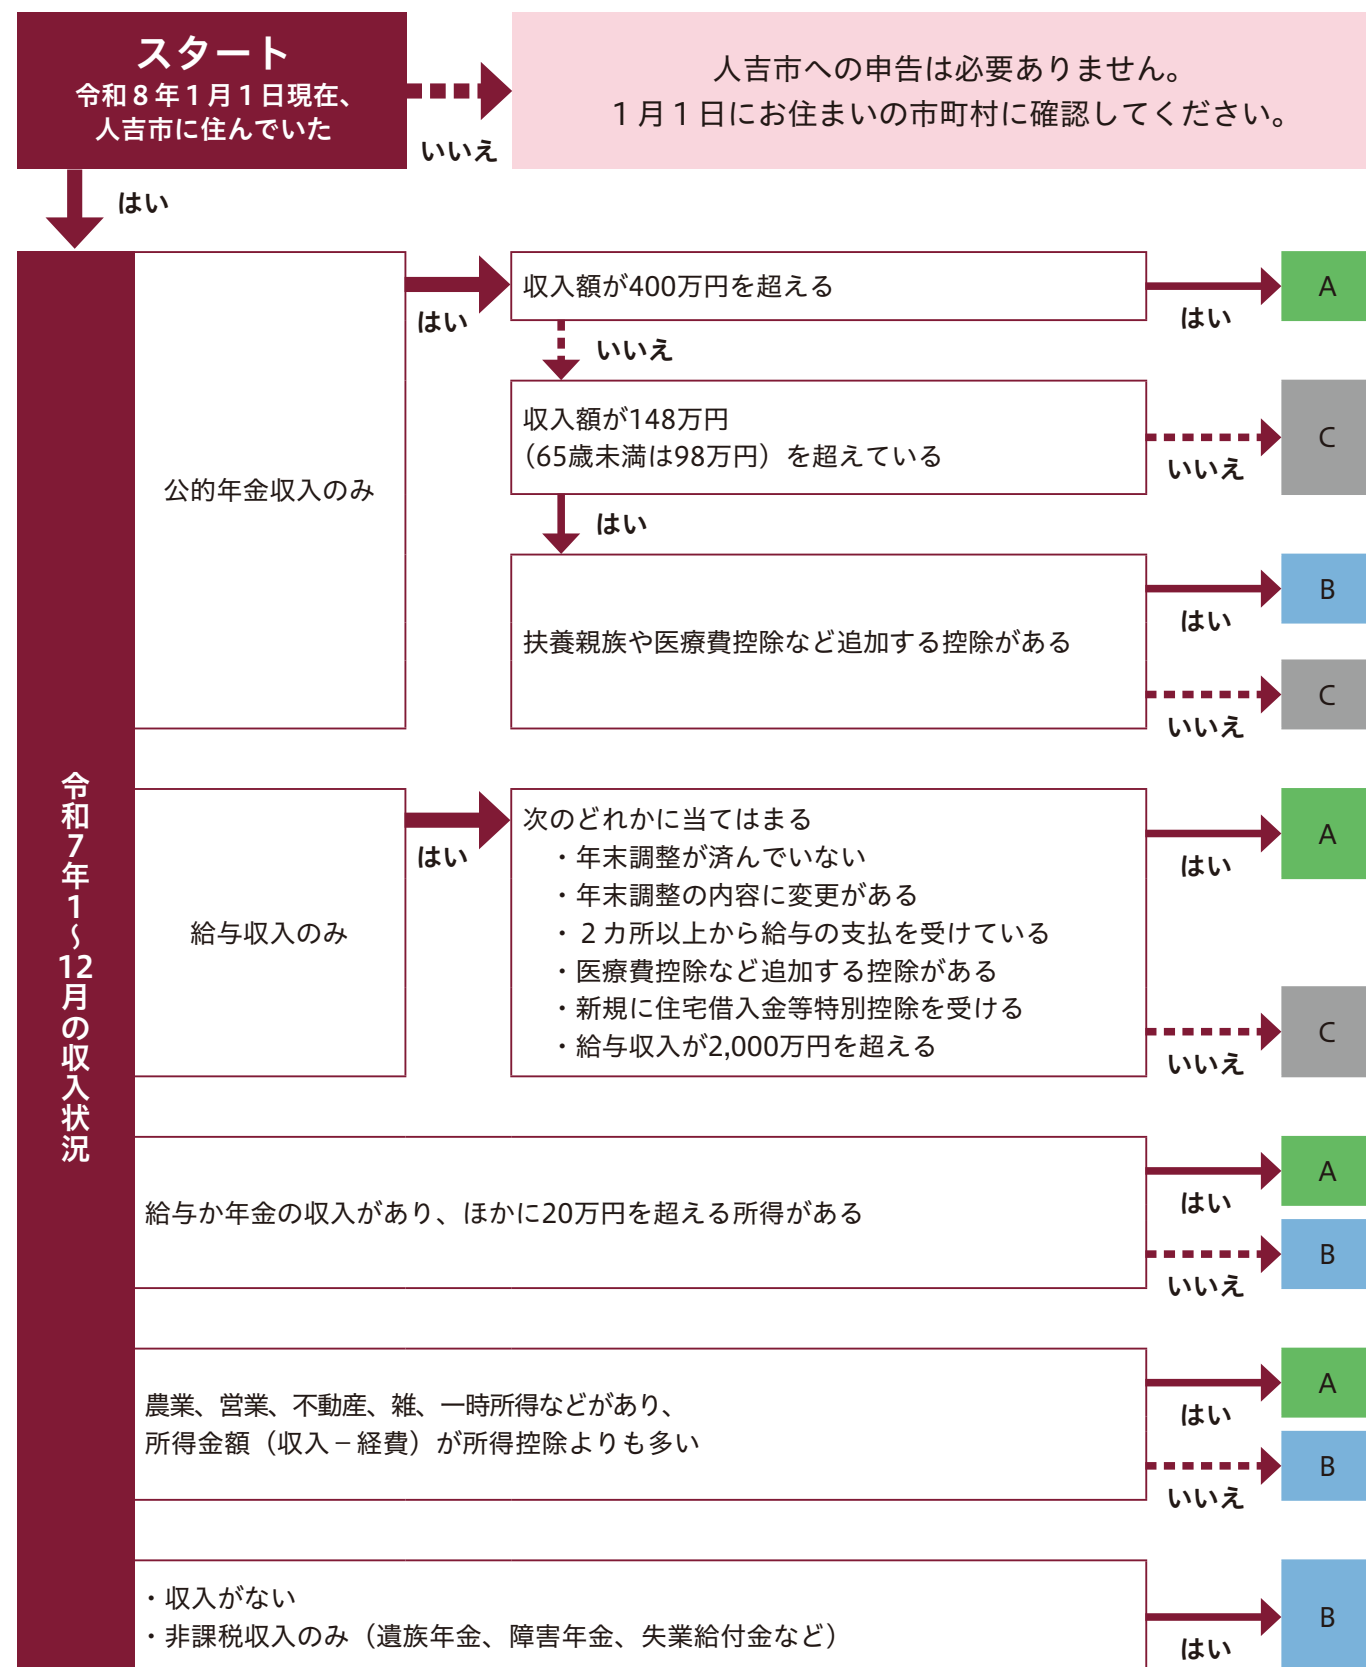 スタート
令和８年１月１日現在、
人吉市に住んでいた
いいえ
人吉市への申告は必要ありません。
１月１日にお住まいの市町村に確認してください。
はい
令和7年1～12月の収入状況
公的年金収入のみ
はい
収入額が400万円を超える
はい
A
いいえ
収入額が148万円
（65歳未満は98万円）を超えている
いいえ
C
はい
扶養親族や医療費控除など追加する控除がある
はい
B
いいえ
C
給与収入のみ
はい
次のどれかに当てはまる
・年末調整が済んでいない
・年末調整の内容に変更がある
・２カ所以上から給与の支払を受けている
・医療費控除など追加する控除がある
・新規に住宅借入金等特別控除を受ける
・給与収入が2,000万円を超える
はい
A
いいえ
C
給与か年金の収入があり、ほかに20万円を超える所得がある
はい
A
いいえ
B
農業、営業、不動産、雑、一時所得などがあり、
所得金額（収入－経費）が所得控除よりも多い
はい
A
いいえ
B
・収入がない
・非課税収入のみ（遺族年金、障害年金、失業給付金など）
はい
B